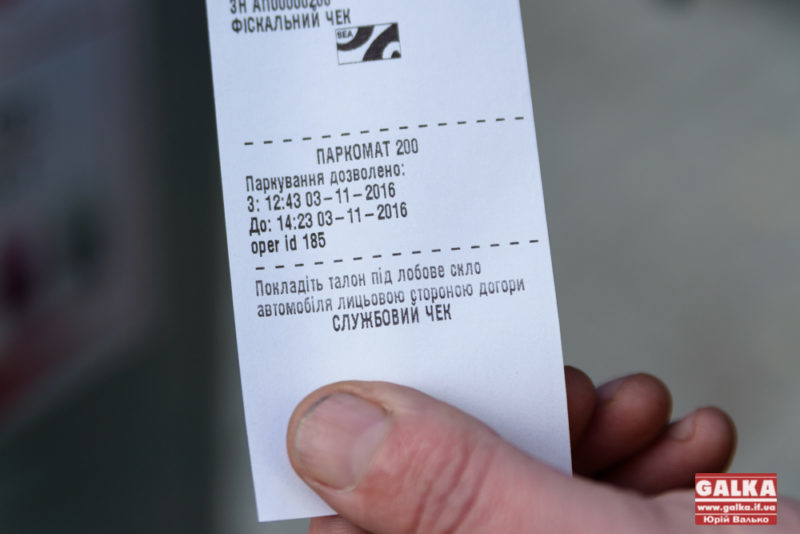 ЗН АП00000200
ФІСКАЛЬНИЙ ЧЕК
SEA
ПАРКОМАТ 200
Паркування дозволено:
З: 12:43 03-11-2016
До: 14:23 03-11-2016
oper id 185
Покладіть талон під лобове скло
автомобіля лицьовою стороною догори
СЛУЖБОВИЙ ЧЕК
GALKA
www.galka.if.ua
Юрій Валько